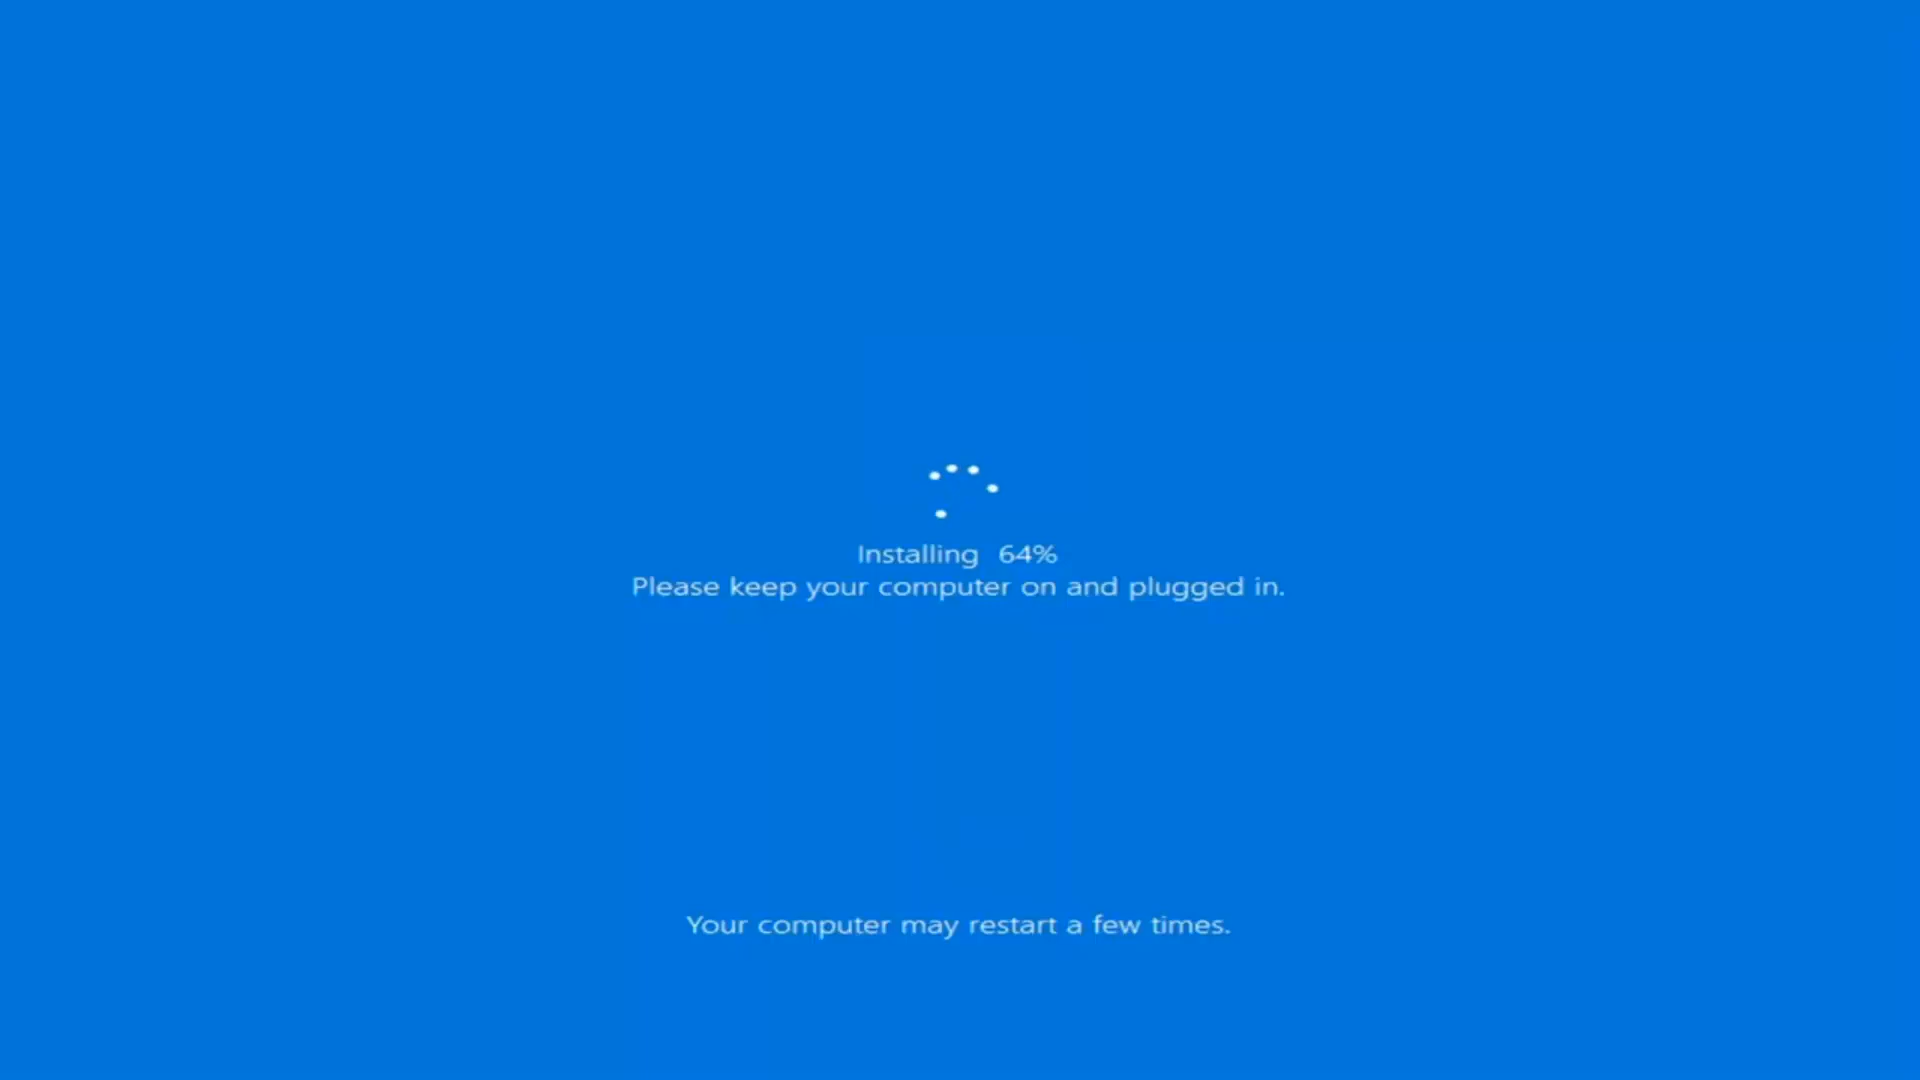 Installing 64%
Please keep your computer on and plugged in.
Your computer may restart a few times.